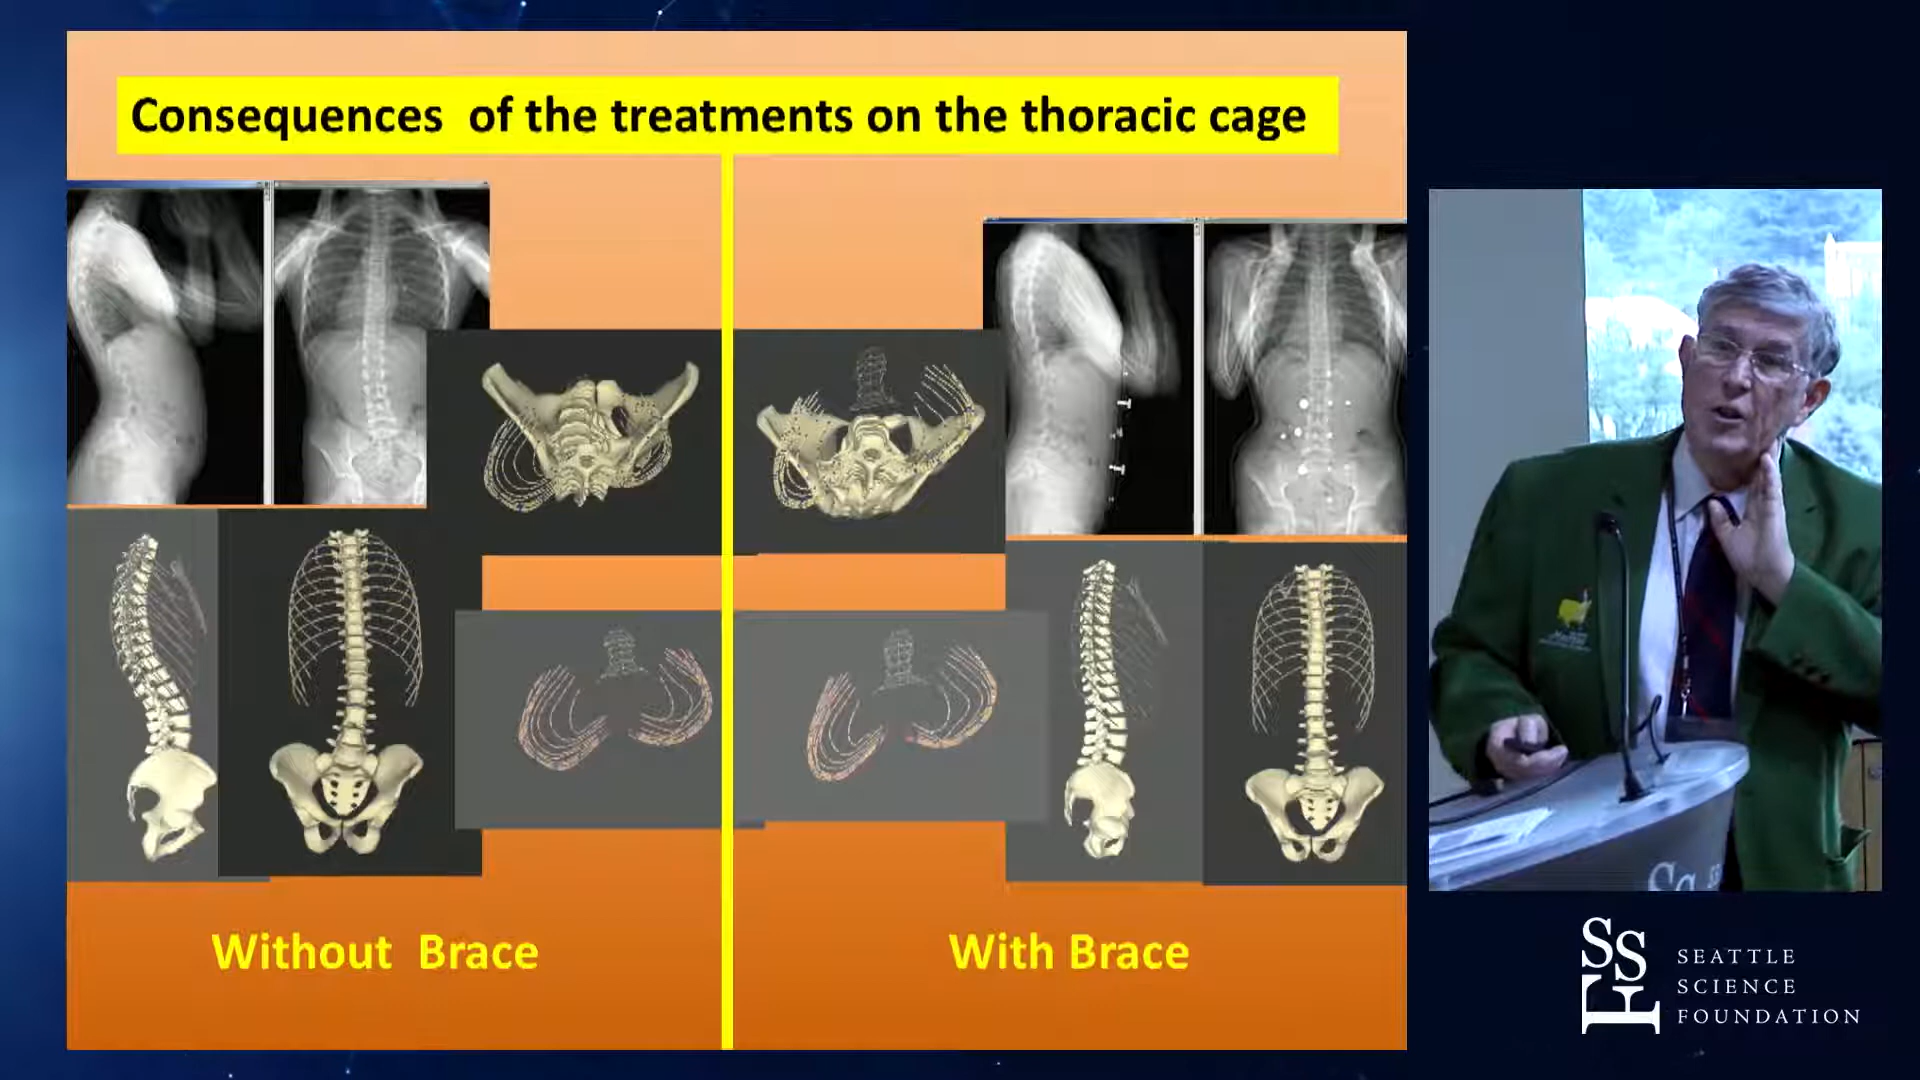 Consequences of the treatments on the thoracic cage
Without Brace
With Brace
SSF
SEATTLE
SCIENCE
FOUNDATION